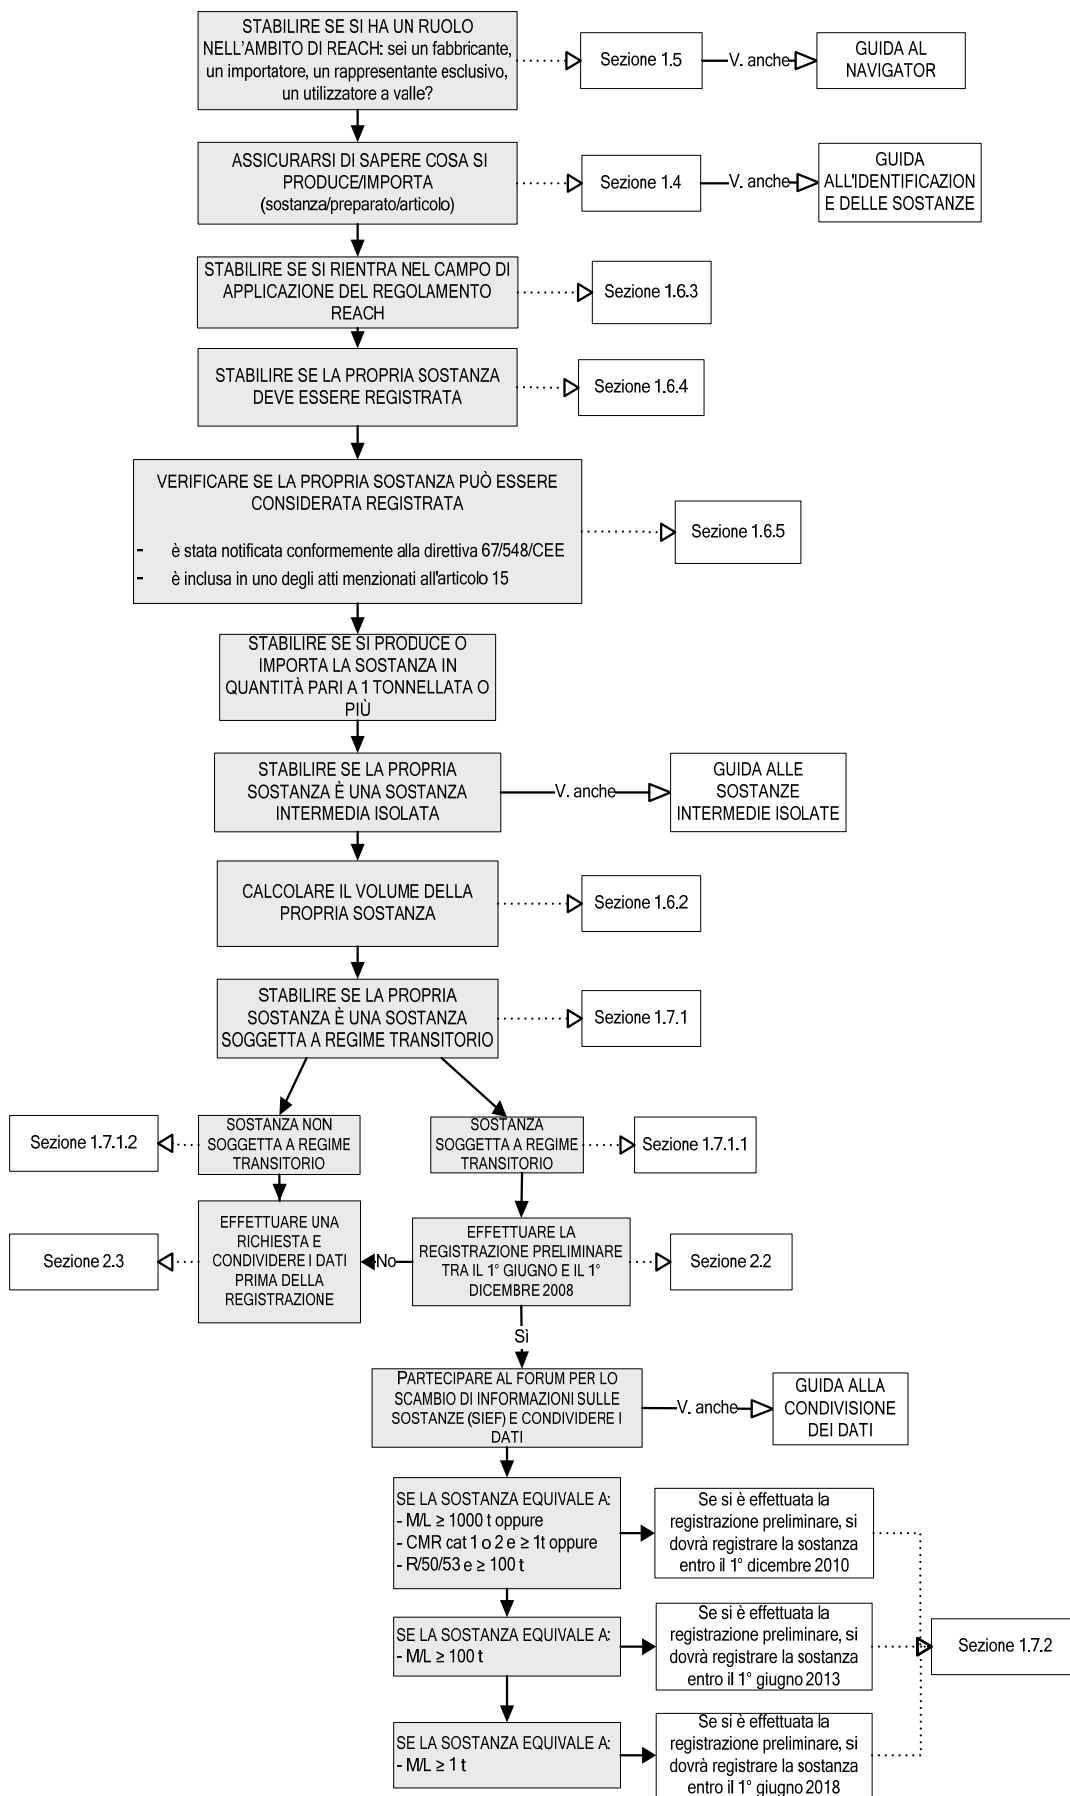 STABILIRE SE SI HA UN RUOLO
NELL'AMBITO DI REACH: sei un fabbricante,
un importatore, un rappresentante esclusivo,
un utilizzatore a valle?
Sezione 1.5
V. anche
GUIDA AL
NAVIGATOR
ASSICURARSI DI SAPERE COSA SI
PRODUCE/IMPORTA
(sostanza/preparato/articolo)
Sezione 1.4
V. anche
GUIDA
ALL'IDENTIFICAZION
E DELLE SOSTANZE
STABILIRE SE SI RIENTRA NEL CAMPO DI
APPLICAZIONE DEL REGOLAMENTO
REACH
Sezione 1.6.3
STABILIRE SE LA PROPRIA SOSTANZA
DEVE ESSERE REGISTRATA
Sezione 1.6.4
VERIFICARE SE LA PROPRIA SOSTANZA PUÒ ESSERE
CONSIDERATA REGISTRATA
- è stata notificata conformemente alla direttiva 67/548/CEE
- è inclusa in uno degli atti menzionati all'articolo 15
Sezione 1.6.5
STABILIRE SE SI PRODUCE O
IMPORTA LA SOSTANZA IN
QUANTITÀ PARI A 1 TONNELLATA O
PIÙ
STABILIRE SE LA PROPRIA
SOSTANZA È UNA SOSTANZA
INTERMEDIA ISOLATA
V. anche
GUIDA ALLE
SOSTANZE
INTERMEDIE ISOLATE
CALCOLARE IL VOLUME DELLA
PROPRIA SOSTANZA
Sezione 1.6.2
STABILIRE SE LA PROPRIA
SOSTANZA È UNA SOSTANZA
SOGGETTA A REGIME TRANSITORIO
Sezione 1.7.1
Sezione 1.7.1.2
SOSTANZA NON
SOGGETTA A REGIME
TRANSITORIO
SOSTANZA
SOGGETTA A REGIME
TRANSITORIO
Sezione 1.7.1.1
Sezione 2.3
EFFETTUARE UNA
RICHIESTA E
CONDIVIDERE I DATI
PRIMA DELLA
REGISTRAZIONE
No
EFFETTUARE LA
REGISTRAZIONE PRELIMINARE
TRA IL 1° GIUGNO E IL 1°
DICEMBRE 2008
Sezione 2.2
Sì
PARTECIPARE AL FORUM PER LO
SCAMBIO DI INFORMAZIONI SULLE
SOSTANZE (SIEF) E CONDIVIDERE I
DATI
V. anche
GUIDA ALLA
CONDIVISIONE
DEI DATI
SE LA SOSTANZA EQUIVALE A:
- M/L ≥ 1000 t oppure
- CMR cat 1 o 2 e ≥ 1t oppure
- R/50/53 e ≥ 100 t
Se si è effettuata la
registrazione preliminare, si
dovrà registrare la sostanza
entro il 1° dicembre 2010
SE LA SOSTANZA EQUIVALE A:
- M/L ≥ 100 t
Se si è effettuata la
registrazione preliminare, si
dovrà registrare la sostanza
entro il 1° giugno 2013
Sezione 1.7.2
SE LA SOSTANZA EQUIVALE A:
- M/L ≥ 1 t
Se si è effettuata la
registrazione preliminare, si
dovrà registrare la sostanza
entro il 1° giugno 2018